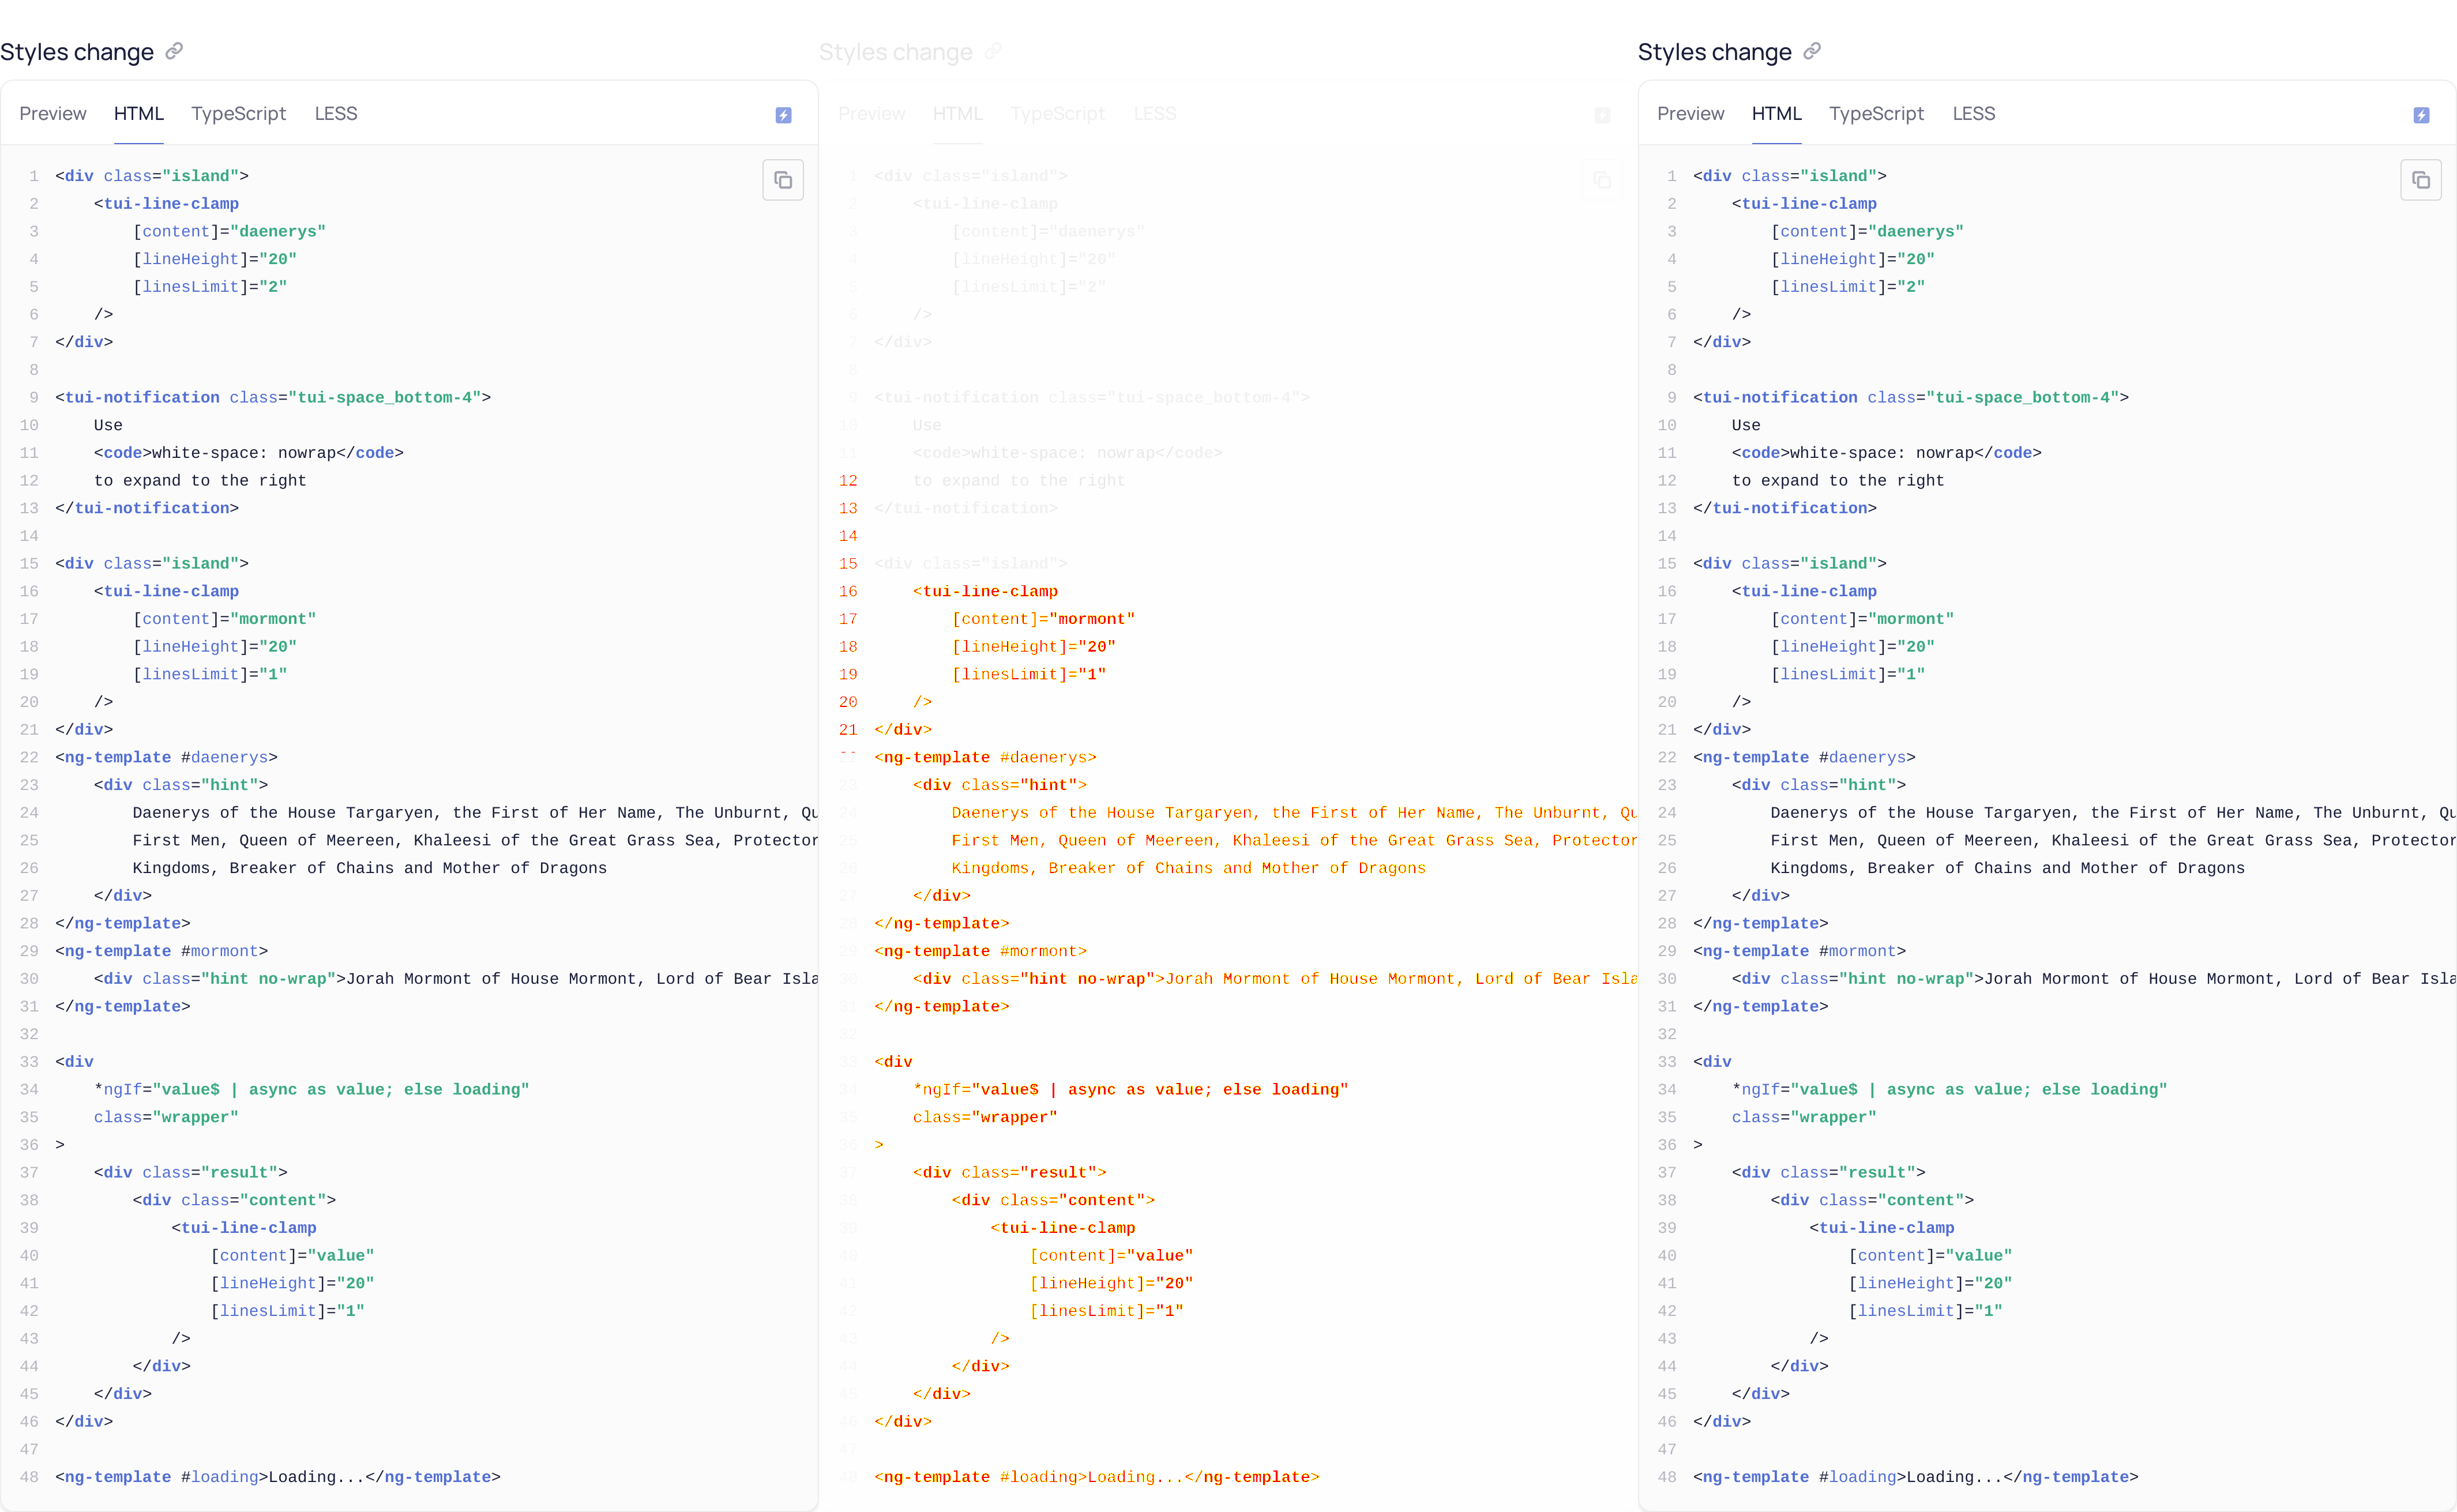 Styles change
Preview HTML TypeScript LESS
1 <div class="island">
2     <tui-line-clamp
3         [content]="daenerys"
4         [lineHeight]="20"
5         [linesLimit]="2"
6     />
7 </div>
8
9 <tui-notification class="tui-space_bottom-4">
10     Use
11     <code>white-space: nowrap</code>
12     to expand to the right
13 </tui-notification>
14
15 <div class="island">
16     <tui-line-clamp
17         [content]="mormont"
18         [lineHeight]="20"
19         [linesLimit]="1"
20     />
21 </div>
22 <ng-template #daenerys>
23     <div class="hint">
24         Daenerys of the House Targaryen, the First of Her Name, The Unburnt, Qu
25         First Men, Queen of Meereen, Khaleesi of the Great Grass Sea, Protector
26         Kingdoms, Breaker of Chains and Mother of Dragons
27     </div>
28 </ng-template>
29 <ng-template #mormont>
30     <div class="hint no-wrap">Jorah Mormont of House Mormont, Lord of Bear Isla
31 </ng-template>
32
33 <div
34     *ngIf="value$ | async as value; else loading"
35     class="wrapper"
36 >
37     <div class="result">
38         <div class="content">
39             <tui-line-clamp
40                 [content]="value"
41                 [lineHeight]="20"
42                 [linesLimit]="1"
43             />
44         </div>
45     </div>
46 </div>
47
48 <ng-template #loading>Loading...</ng-template>
Styles change
Preview HTML TypeScript LESS
1 <div class="island">
2     <tui-line-clamp
3         [content]="daenerys"
4         [lineHeight]="20"
5         [linesLimit]="2"
6     />
7 </div>
8
9 <tui-notification class="tui-space_bottom-4">
10     Use
11     <code>white-space: nowrap</code>
12     to expand to the right
13 </tui-notification>
14
15 <div class="island">
16     <tui-line-clamp
17         [content]="mormont"
18         [lineHeight]="20"
19         [linesLimit]="1"
20     />
21 </div>
<ng-template #daenerys>
23     <div class="hint">
24         Daenerys of the House Targaryen, the First of Her Name, The Unburnt, Qu
25         First Men, Queen of Meereen, Khaleesi of the Great Grass Sea, Protector
26         Kingdoms, Breaker of Chains and Mother of Dragons
27     </div>
28 </ng-template>
29 <ng-template #mormont>
30     <div class="hint no-wrap">Jorah Mormont of House Mormont, Lord of Bear Isla
31 </ng-template>
32
33 <div
34     *ngIf="value$ | async as value; else loading"
35     class="wrapper"
36 >
37     <div class="result">
38         <div class="content">
39             <tui-line-clamp
40                 [content]="value"
41                 [lineHeight]="20"
42                 [linesLimit]="1"
43             />
44         </div>
45     </div>
46 </div>
47
48 <ng-template #loading>Loading...</ng-template>
Styles change
Preview HTML TypeScript LESS
1 <div class="island">
2     <tui-line-clamp
3         [content]="daenerys"
4         [lineHeight]="20"
5         [linesLimit]="2"
6     />
7 </div>
8
9 <tui-notification class="tui-space_bottom-4">
10     Use
11     <code>white-space: nowrap</code>
12     to expand to the right
13 </tui-notification>
14
15 <div class="island">
16     <tui-line-clamp
17         [content]="mormont"
18         [lineHeight]="20"
19         [linesLimit]="1"
20     />
21 </div>
22 <ng-template #daenerys>
23     <div class="hint">
24         Daenerys of the House Targaryen, the First of Her Name, The Unburnt, Qu
25         First Men, Queen of Meereen, Khaleesi of the Great Grass Sea, Protector
26         Kingdoms, Breaker of Chains and Mother of Dragons
27     </div>
28 </ng-template>
29 <ng-template #mormont>
30     <div class="hint no-wrap">Jorah Mormont of House Mormont, Lord of Bear Isla
31 </ng-template>
32
33 <div
34     *ngIf="value$ | async as value; else loading"
35     class="wrapper"
36 >
37     <div class="result">
38         <div class="content">
39             <tui-line-clamp
40                 [content]="value"
41                 [lineHeight]="20"
42                 [linesLimit]="1"
43             />
44         </div>
45     </div>
46 </div>
47
48 <ng-template #loading>Loading...</ng-template>